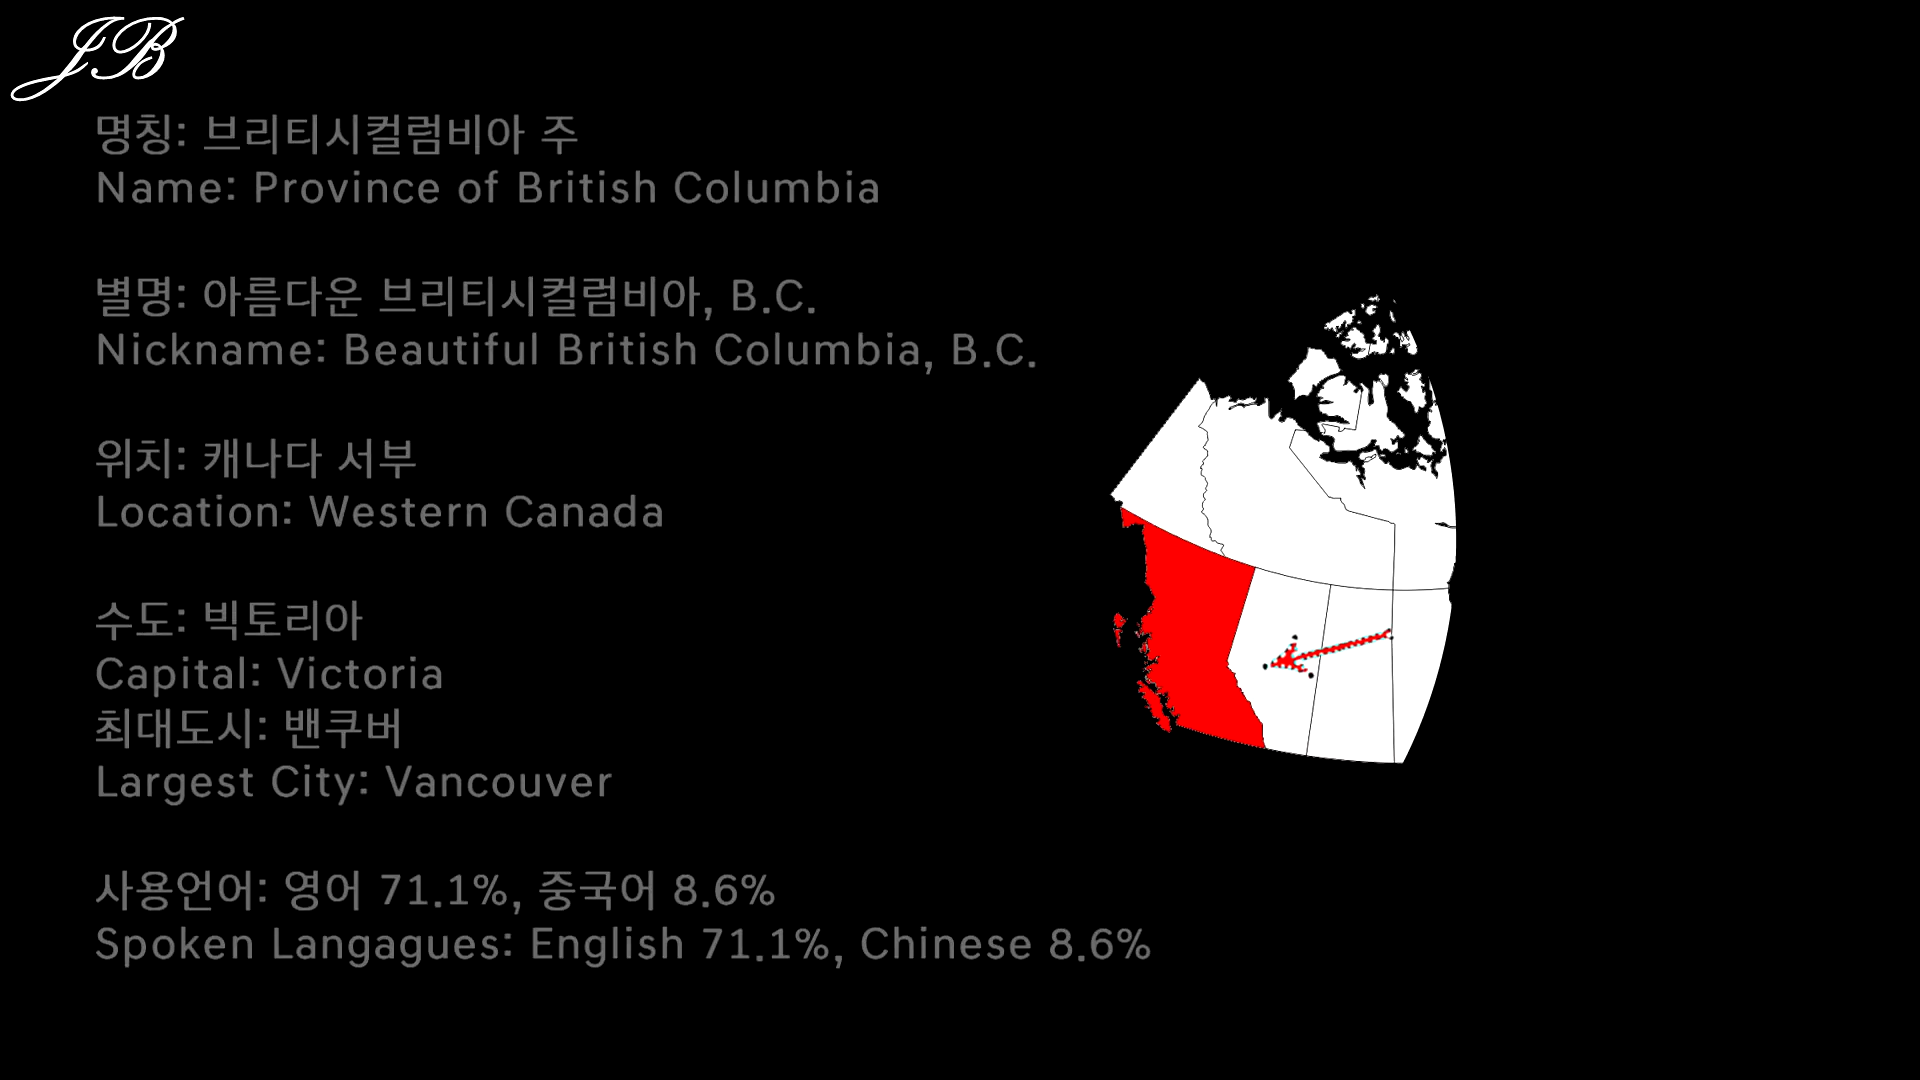 JB
명칭: 브리티시컬럼비아 주
Name: Province of British Columbia
별명: 아름다운 브리티시컬럼비아, B.C.
Nickname: Beautiful British Columbia, B.C.
위치: 캐나다 서부
Location: Western Canada
수도: 빅토리아
Capital: Victoria
최대도시: 밴쿠버
Largest City: Vancouver
사용언어: 영어 71.1%, 중국어 8.6%
Spoken Langagues: English 71.1%, Chinese 8.6%